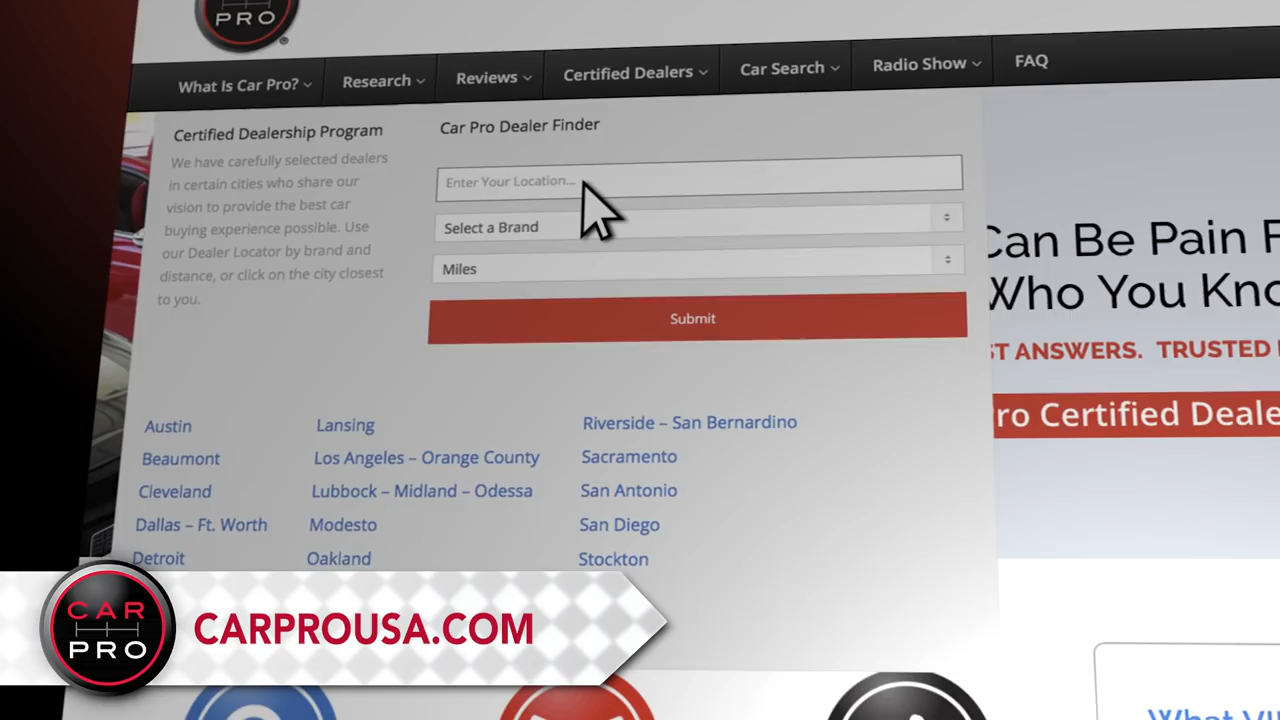 PRO
What Is Car Pro?
Research
Reviews
Certified Dealers
Car Search
Radio Show
FAQ
Certified Dealership Program
We have carefully selected dealers
in certain cities who share our
vision to provide the best car
buying experience possible. Use
our Dealer Locator by brand and
distance, or click on the city closest
to you.
Car Pro Dealer Finder
Enter Your Location...
Select a Brand
Miles
Submit
Can Be Pain F
Who You Kno
ST ANSWERS. TRUSTED
ro Certified Deale
Austin
Beaumont
Cleveland
Dallas – Ft. Worth
Detroit
Lansing
Los Angeles – Orange County
Lubbock – Midland – Odessa
Modesto
Oakland
Riverside – San Bernardino
Sacramento
San Antonio
San Diego
Stockton
CAR
PRO
CARPROUSA.COM